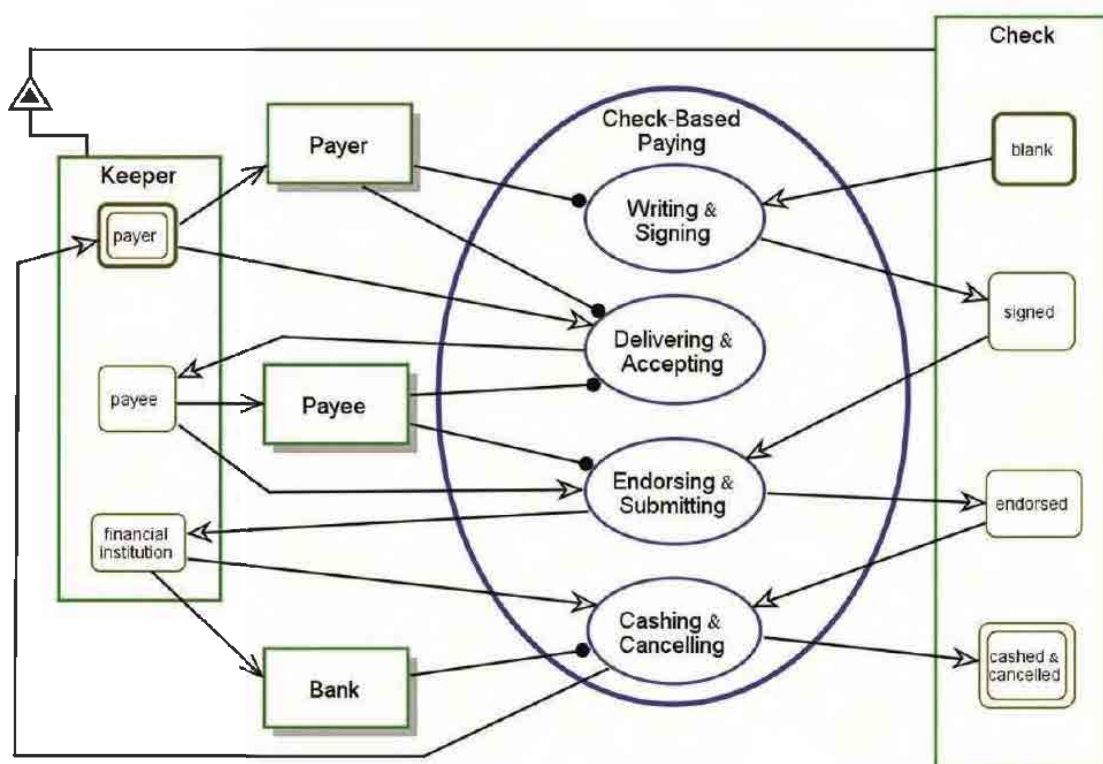 Check
Check-Based
Paying
Payer
blank
Keeper
Writing &
Signing
payer
signed
Delivering &
Accepting
payee
Payee
Endorsing &
Submitting
endorsed
financial
institution
Cashing &
Cancelling
cashed &
cancelled
Bank